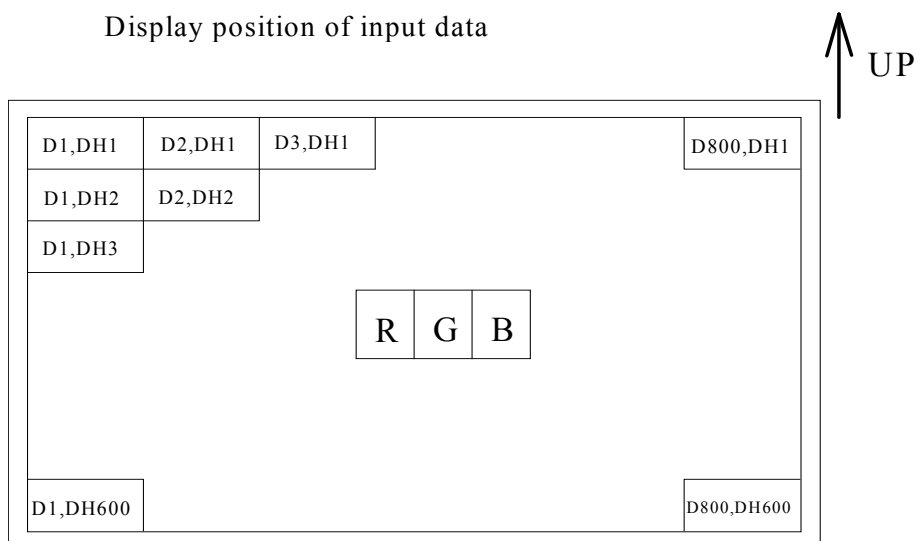 Display position of input data
UP
D1,DH1 D2,DH1 D3,DH1 D800,DH1
D1,DH2 D2,DH2
D1,DH3
R G B
D1,DH600 D800,DH600